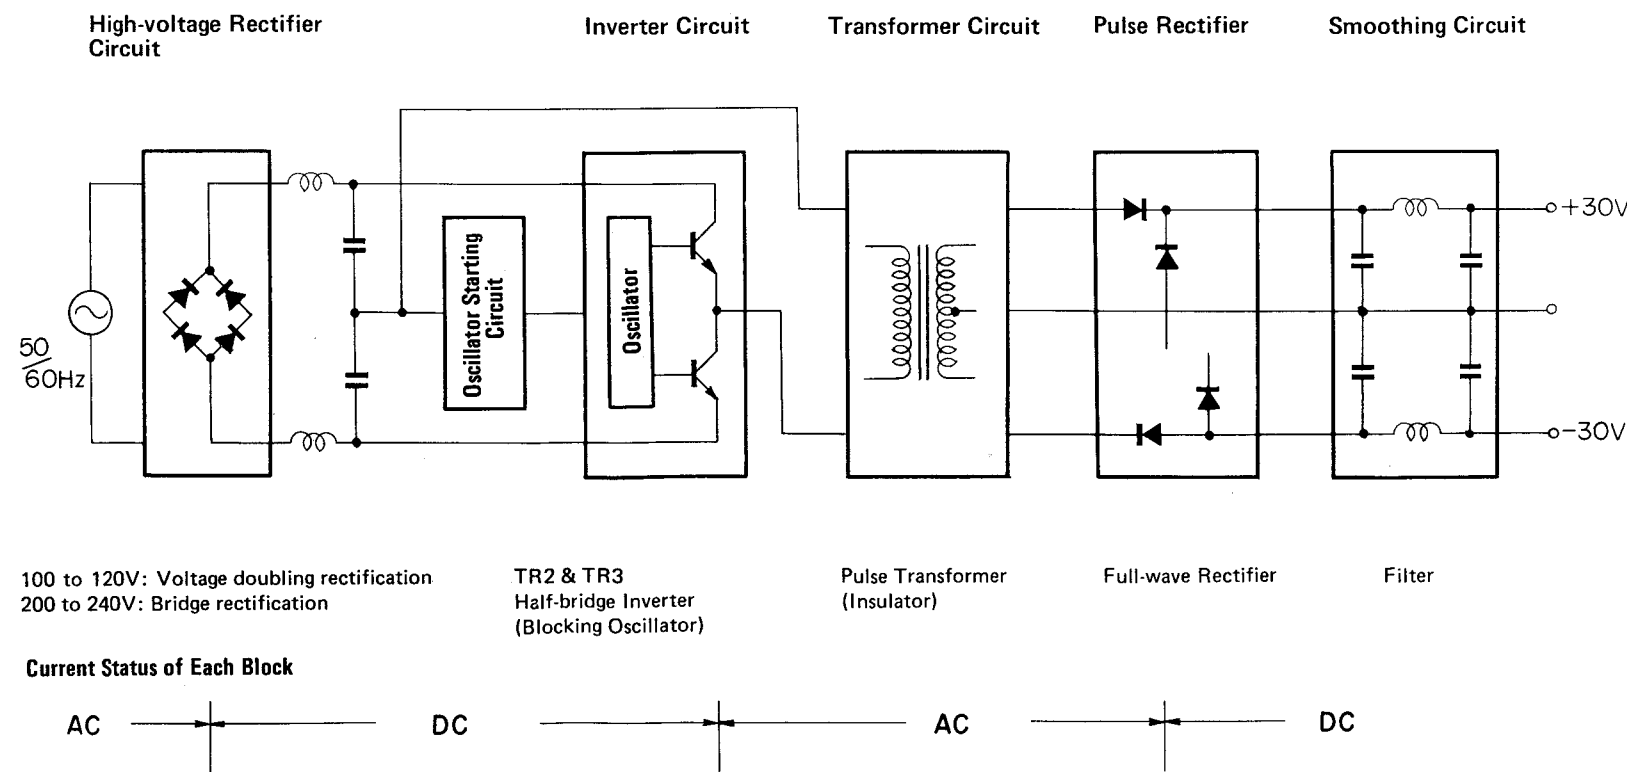 High-voltage Rectifier
Circuit
Inverter Circuit
Transformer Circuit
Pulse Rectifier
Smoothing Circuit
50
/60Hz
Oscillator Starting
Circuit
Oscillator
+30V
-30V
100 to 120V: Voltage doubling rectification
200 to 240V: Bridge rectification
TR2 & TR3
Half-bridge Inverter
(Blocking Oscillator)
Pulse Transformer
(Insulator)
Full-wave Rectifier
Filter
Current Status of Each Block
AC
DC
AC
DC